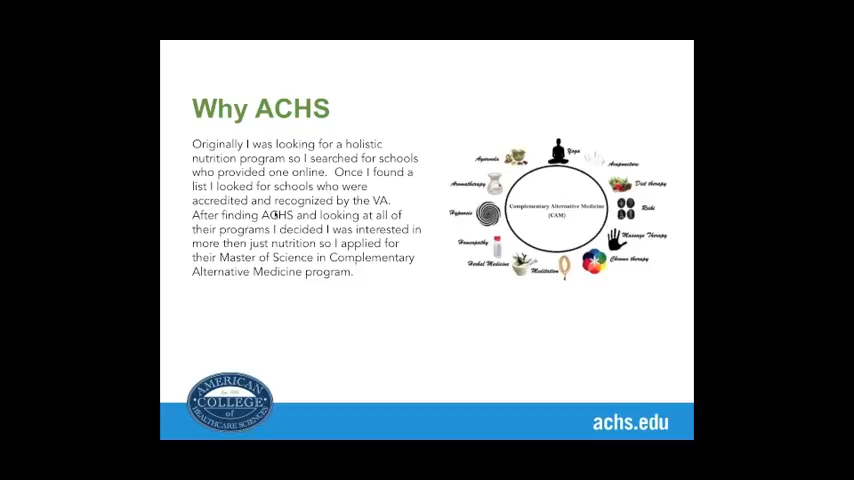 Why ACHS
Originally I was looking for a holistic
nutrition program so I searched for schools
who provided one online. Once I found a
list I looked for schools who were
accredited and recognized by the VA.
After finding ACHS and looking at all of
their programs I decided I was interested in
more then just nutrition so I applied for
their Master of Science in Complementary
Alternative Medicine program.
Yoga
Acupuncture
Diet therapy
Reiki
Massage Therapy
Chromo therapy
Meditation
Herbal Medicine
Homeopathy
Hypnosis
Aromatherapy
Ayurveda
Complementary Alternative Medicine
(CAM)
AMERICAN
COLLEGE
of
HEALTHCARE SCIENCES
achs.edu